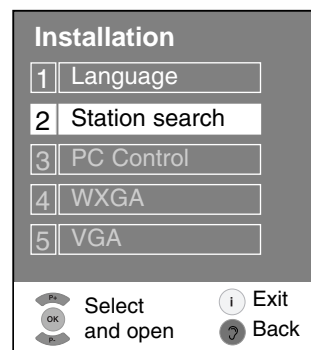 Installation
1 Language
2 Station search
3 PC Control
4 WXGA
5 VGA
P+
OK
P-
Select
and open
i Exit
Back